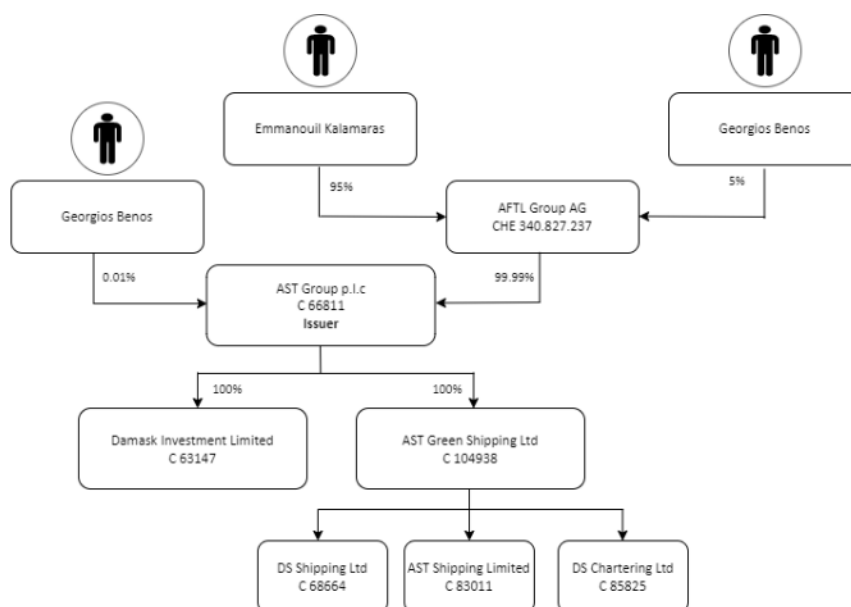 Emmanouil Kalamaras
Georgios Benos
Georgios Benos
95%
5%
AFTL Group AG
CHE 340.827.237
0.01%
99.99%
AST Group p.l.c
C 66811
Issuer
100%
100%
Damask Investment Limited
C 63147
AST Green Shipping Ltd
C 104938
DS Shipping Ltd
C 68664
AST Shipping Limited
C 83011
DS Chartering Ltd
C 85825